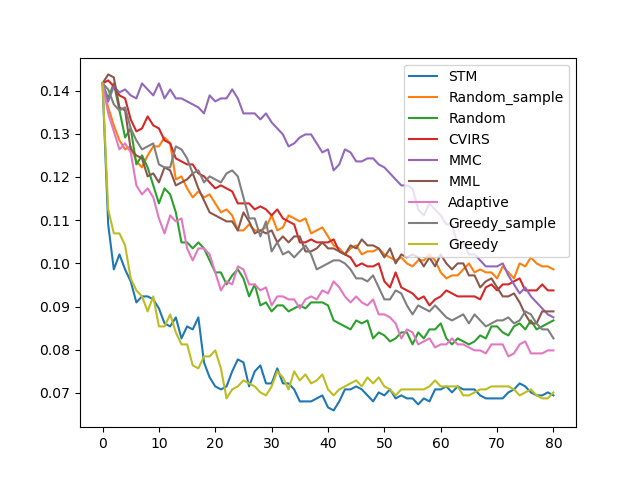 0.14
0.13
0.12
0.11
0.10
0.09
0.08
0.07
0 10 20 30 40 50 60 70 80
STM
Random_sample
Random
CVIRS
MMC
MML
Adaptive
Greedy_sample
Greedy